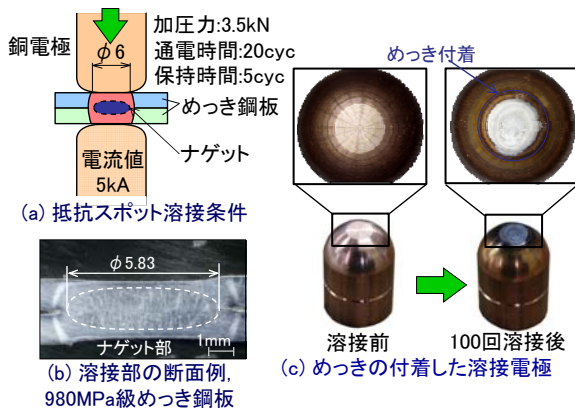 銅電極
φ6
加圧力:3.5kN
通電時間:20cyc
保持時間:5cyc
めっき鋼板
ナゲット
電流値
5kA
(a) 抵抗スポット溶接条件
φ5.83
ナゲット部
1mm
(b) 溶接部の断面例,
980MPa級めっき鋼板
めっき付着
溶接前
100回溶接後
(c) めっきの付着した溶接電極